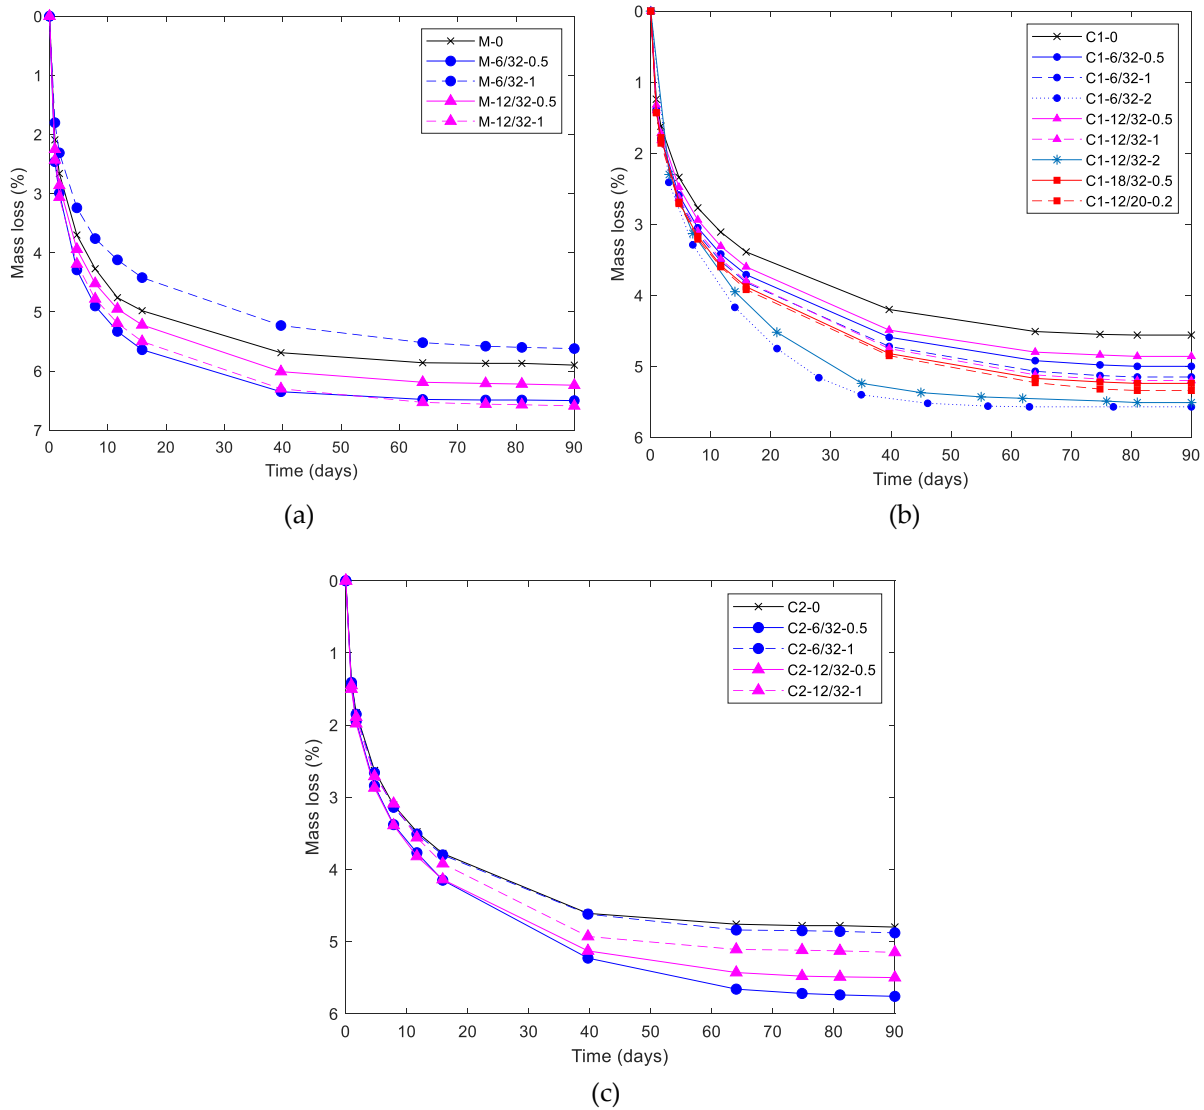 0
1
2
3
4
5
6
7
Mass loss (%)
0 10 20 30 40 50 60 70 80 90
Time (days)
M-0
M-6/32-0.5
M-6/32-1
M-12/32-0.5
M-12/32-1
(a)
0
1
2
3
4
5
6
Mass loss (%)
0 10 20 30 40 50 60 70 80 90
Time (days)
C1-0
C1-6/32-0.5
C1-6/32-1
C1-6/32-2
C1-12/32-0.5
C1-12/32-1
C1-12/32-2
C1-18/32-0.5
C1-12/20-0.2
(b)
0
1
2
3
4
5
6
Mass loss (%)
0 10 20 30 40 50 60 70 80 90
Time (days)
C2-0
C2-6/32-0.5
C2-6/32-1
C2-12/32-0.5
C2-12/32-1
(c)